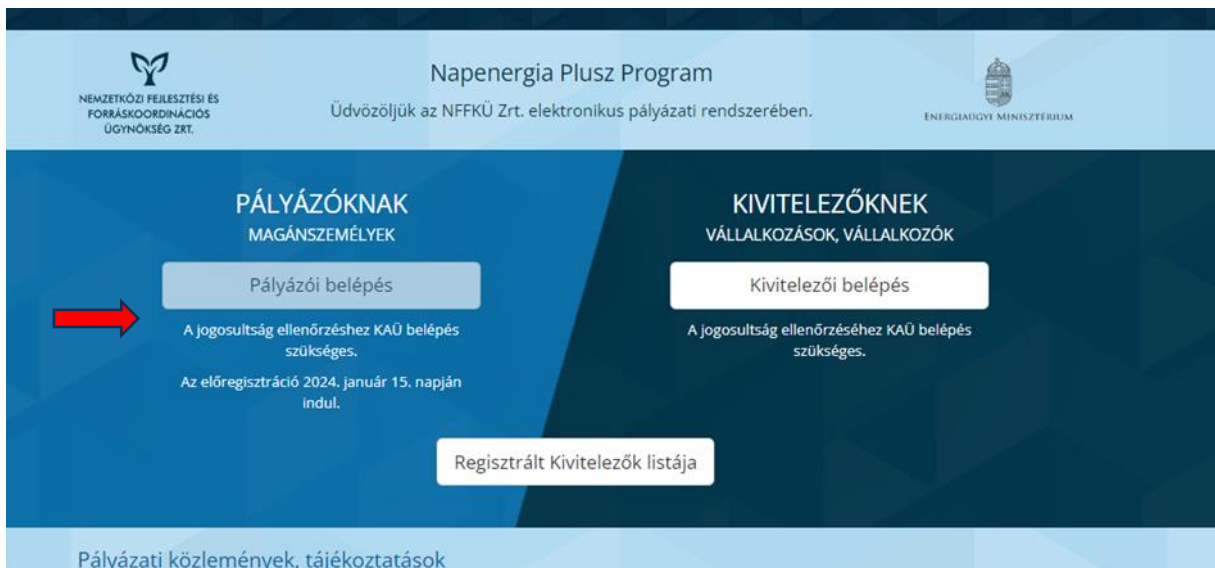 NEMZETKÖZI FEJLESZTÉSI ÉS
FORRÁSKOORDINÁCIÓS
ÜGYNÖKSÉG ZRT.
Napenergia Plusz Program
Üdvözöljük az NFFKÜ Zrt. elektronikus pályázati rendszerében.
ENERGIAÜGYI MINISZTÉRIUM
PÁLYÁZÓKNAK
MAGÁNSZEMÉLYEK
Pályázói belépés
A jogosultság ellenőrzéshez KAÜ belépés
szükséges.
Az előregisztráció 2024. január 15. napján
indul.
KIVITELEZŐKNEK
VÁLLALKOZÁSOK, VÁLLALKOZÓK
Kivitelezői belépés
A jogosultság ellenőrzéséhez KAÜ belépés
szükséges.
Regisztrált Kivitelezők listája
Pályázati közlemények, tájékoztatások